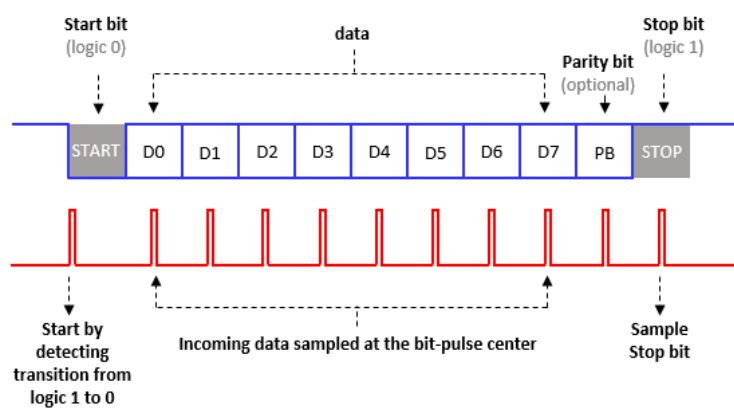 Start bit
(logic 0)
data
Stop bit
(logic 1)
Parity bit
(optional)
START D0 D1 D2 D3 D4 D5 D6 D7 PB STOP
Start by
detecting
transition from
logic 1 to 0
Incoming data sampled at the bit-pulse center
Sample
Stop bit